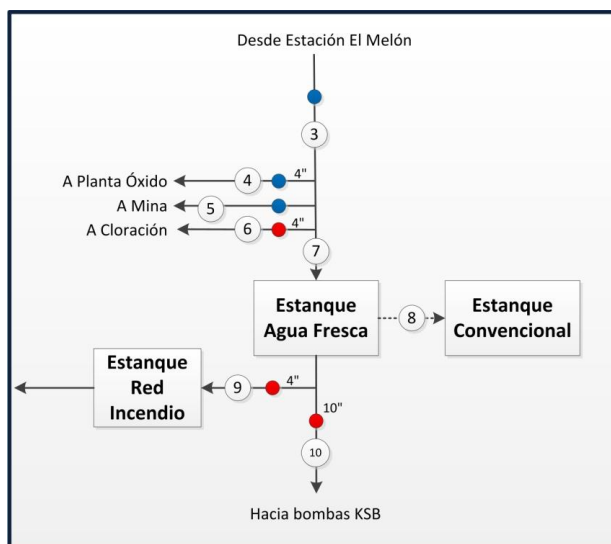 Desde Estación El Melón
3
A Planta Óxido
4
4"
A Mina
5
A Cloración
6
4"
7
Estanque
Agua Fresca
8
Estanque
Convencional
Estanque
Red
Incendio
9
4"
10"
10
Hacia bombas KSB